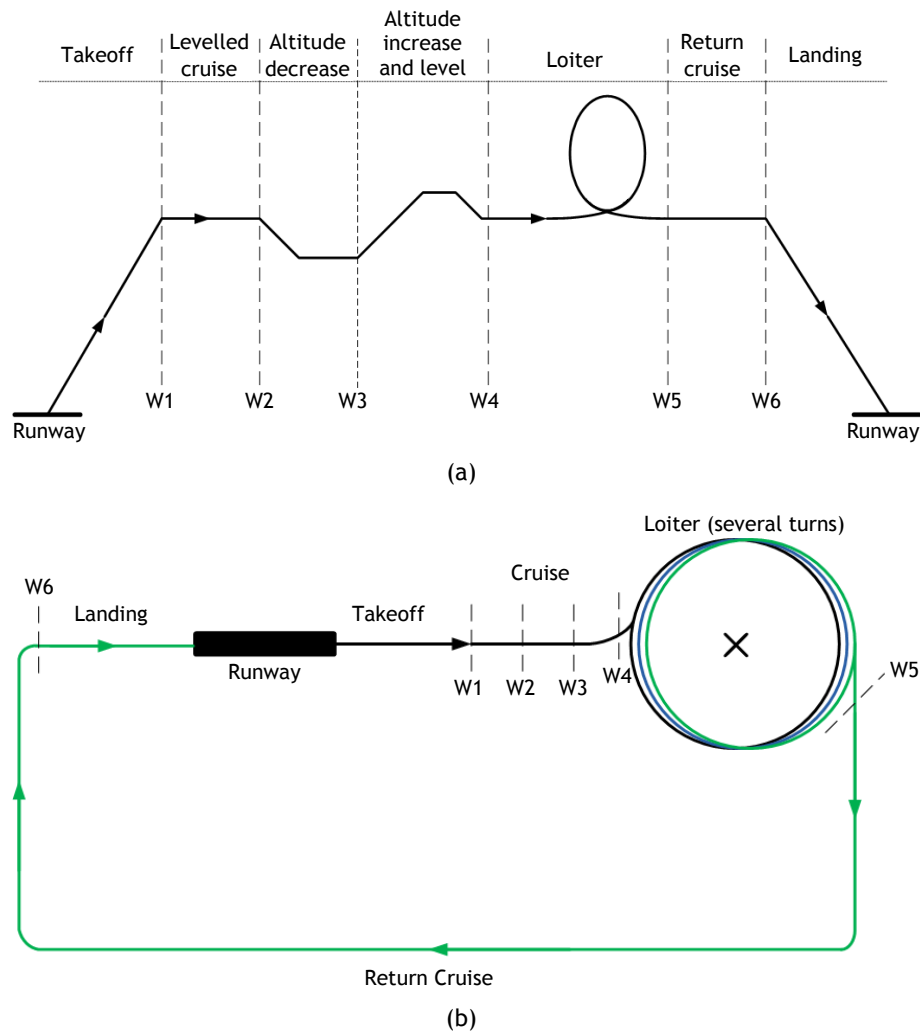 Takeoff
Levelled
cruise
Altitude
decrease
Altitude
increase
and level
Loiter
Return
cruise
Landing
W1
W2
W3
W4
W5
W6
Runway
Runway
(a)
Loiter (several turns)
W6
Landing
Takeoff
Cruise
Runway
W1
W2
W3
W4
W5
Return Cruise
(b)